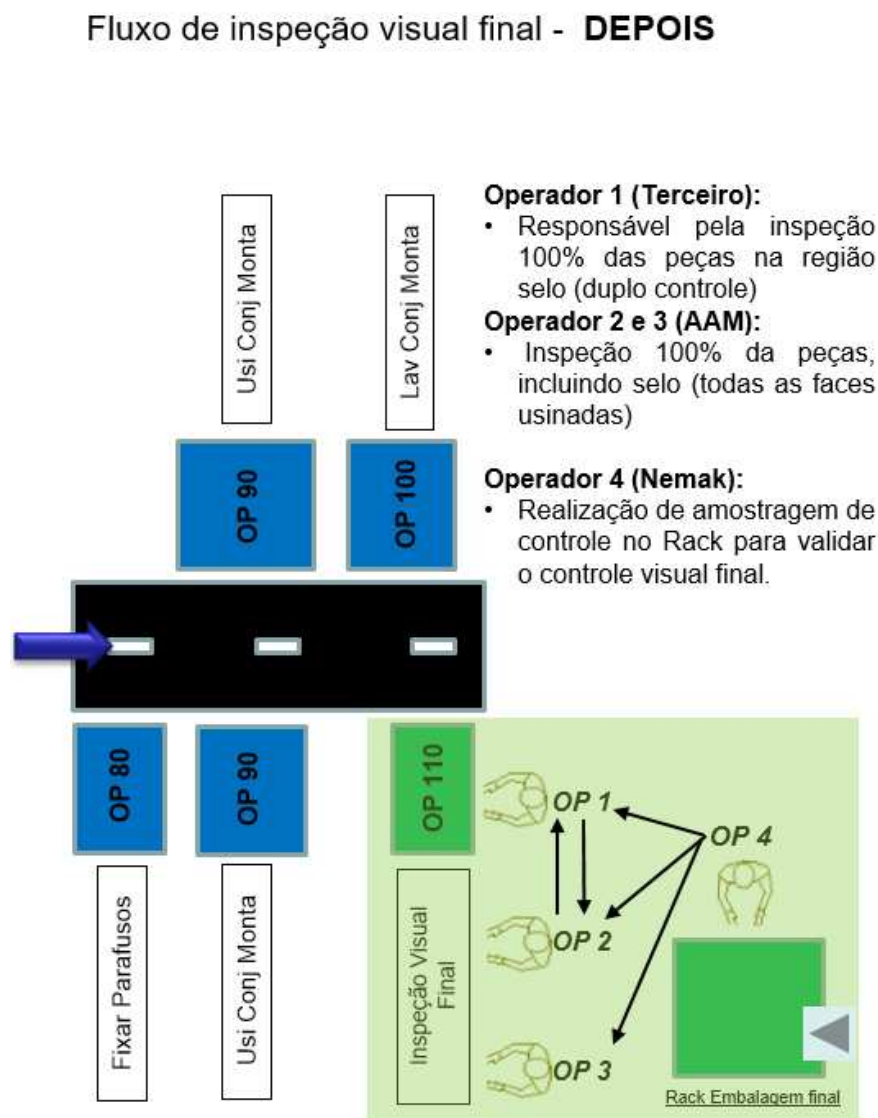 Fluxo de inspeção visual final - DEPOIS
Operador 1 (Terceiro):
• Responsável pela inspeção
100% das peças na região
selo (duplo controle)
Operador 2 e 3 (AAM):
• Inspeção 100% da peças,
incluindo selo (todas as faces
usinadas)
Operador 4 (Nemak):
• Realização de amostragem de
controle no Rack para validar
o controle visual final.
Usi Conj Monta
Lav Conj Monta
OP 90
OP 100
OP 80
OP 90
OP 110
Fixar Parafusos
Usi Conj Monta
Inspeção Visual
Final
OP 1
OP 4
OP 2
OP 3
Rack Embalagem final